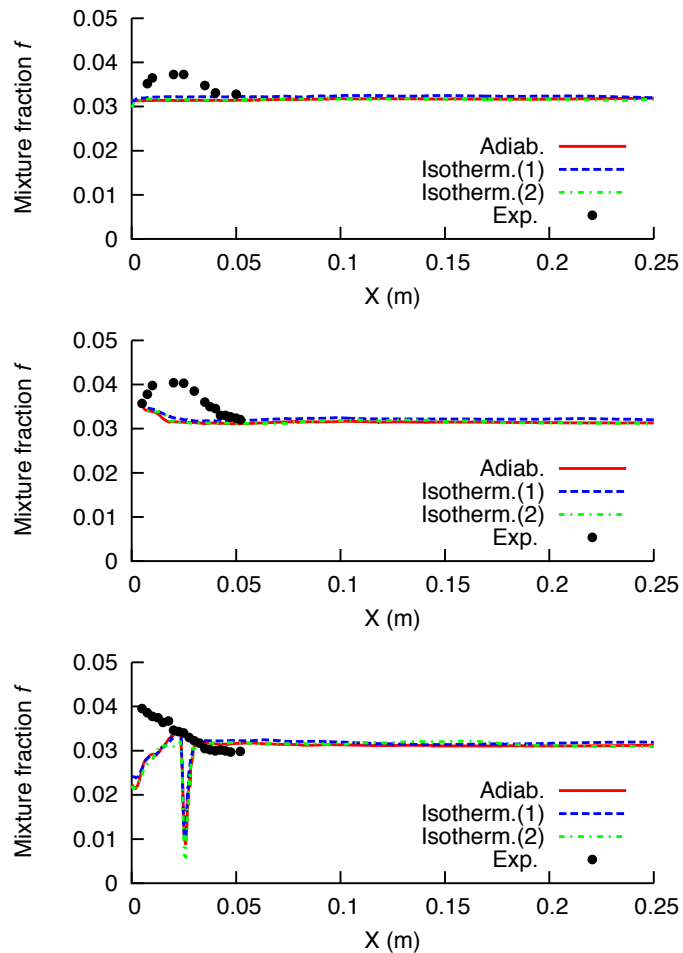 Mixture fraction f
0.05
0.04
0.03
0.02
0.01
0
Adiab.
Isotherm.(1)
Isotherm.(2)
Exp.
0 0.05 0.1 0.15 0.2 0.25
X (m)
Mixture fraction f
0.05
0.04
0.03
0.02
0.01
0
Adiab.
Isotherm.(1)
Isotherm.(2)
Exp.
0 0.05 0.1 0.15 0.2 0.25
X (m)
Mixture fraction f
0.05
0.04
0.03
0.02
0.01
0
Adiab.
Isotherm.(1)
Isotherm.(2)
Exp.
0 0.05 0.1 0.15 0.2 0.25
X (m)